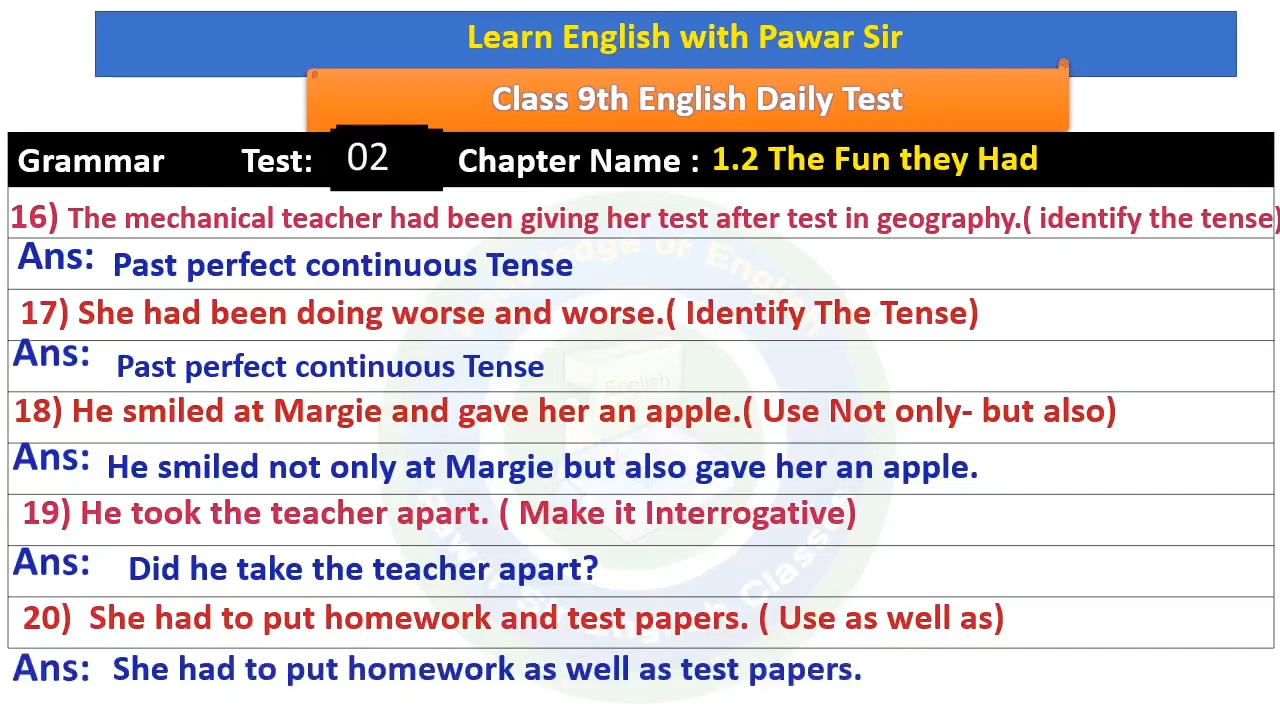 Learn English with Pawar Sir
Class 9th English Daily Test
Grammar Test: 02 Chapter Name : 1.2 The Fun they Had
16) The mechanical teacher had been giving her test after test in geography.( identify the tense)
Ans: Past perfect continuous Tense
17) She had been doing worse and worse.( Identify The Tense)
Ans: Past perfect continuous Tense
18) He smiled at Margie and gave her an apple.( Use Not only- but also)
Ans: He smiled not only at Margie but also gave her an apple.
19) He took the teacher apart. ( Make it Interrogative)
Ans: Did he take the teacher apart?
20) She had to put homework and test papers. ( Use as well as)
Ans: She had to put homework as well as test papers.
English